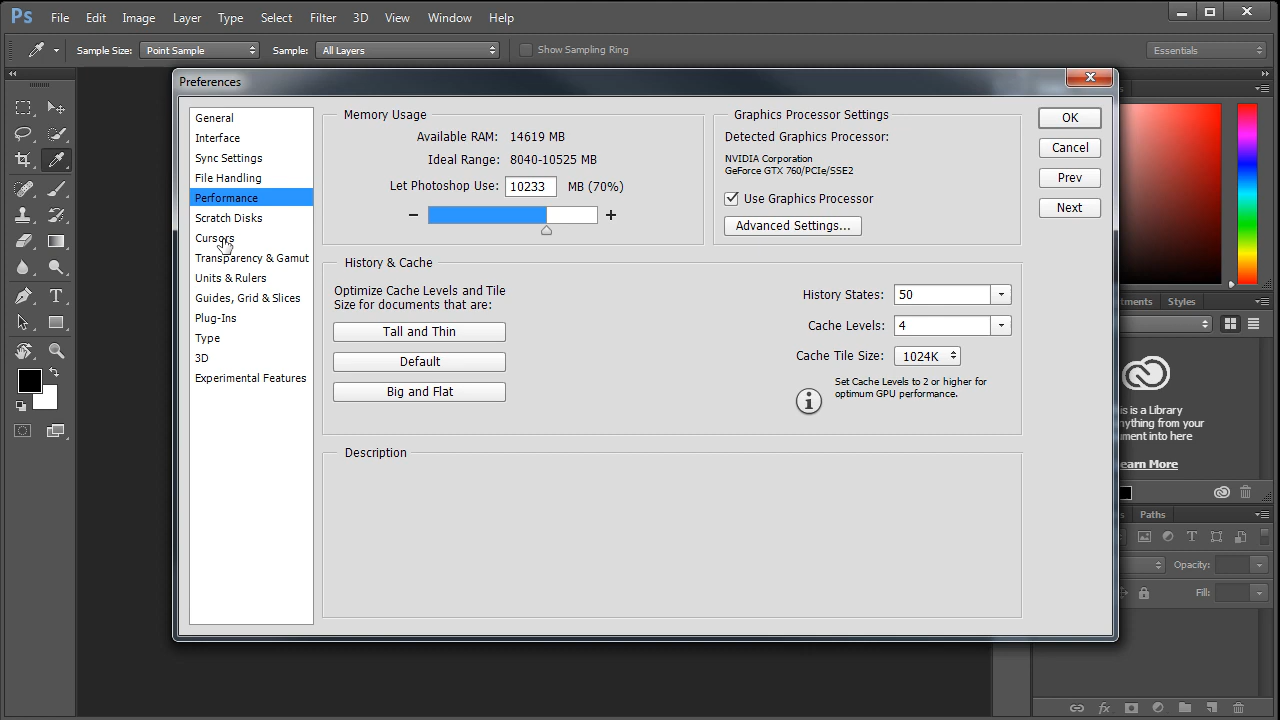 Ps File Edit Image Layer Type Select Filter 3D View Window Help
Sample Size: Point Sample Sample: All Layers Show Sampling Ring Essentials
Preferences
General
Interface
Sync Settings
File Handling
Performance
Scratch Disks
Cursors
Transparency & Gamut
Units & Rulers
Guides, Grid & Slices
Plug-Ins
Type
3D
Experimental Features
Memory Usage
Available RAM: 14619 MB
Ideal Range: 8040-10525 MB
Let Photoshop Use: 10233 MB (70%)
Graphics Processor Settings
Detected Graphics Processor:
NVIDIA Corporation
GeForce GTX 760/PCIe/SSE2
Use Graphics Processor
Advanced Settings...
OK
Cancel
Prev
Next
History & Cache
Optimize Cache Levels and Tile
Size for documents that are:
Tall and Thin
Default
Big and Flat
History States: 50
Cache Levels: 4
Cache Tile Size: 1024K
Set Cache Levels to 2 or higher for
optimum GPU performance.
Description
s
tments Styles
is is a Library
nything from your
ument into here
earn More
s Paths
Opacity:
Fill:
fx